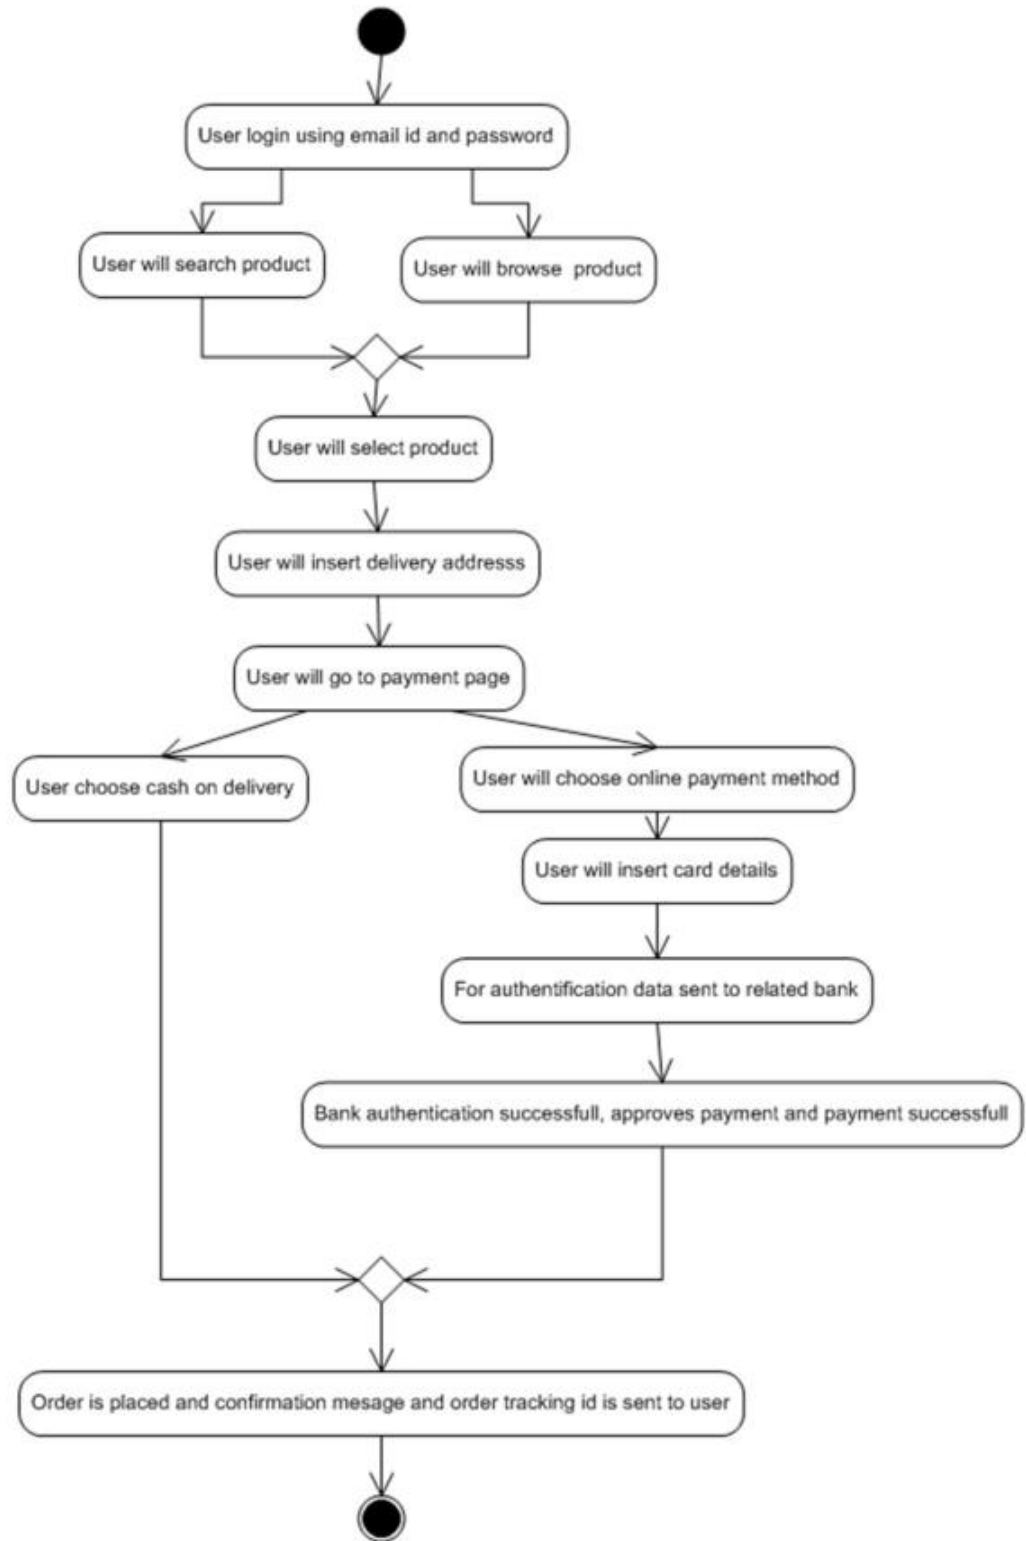 User login using email id and password
User will search product
User will browse  product
User will select product
User will insert delivery addresss
User will go to payment page
User choose cash on delivery
User will choose online payment method
User will insert card details
For authentification data sent to related bank
Bank authentication successfull, approves payment and payment successfull
Order is placed and confirmation mesage and order tracking id is sent to user